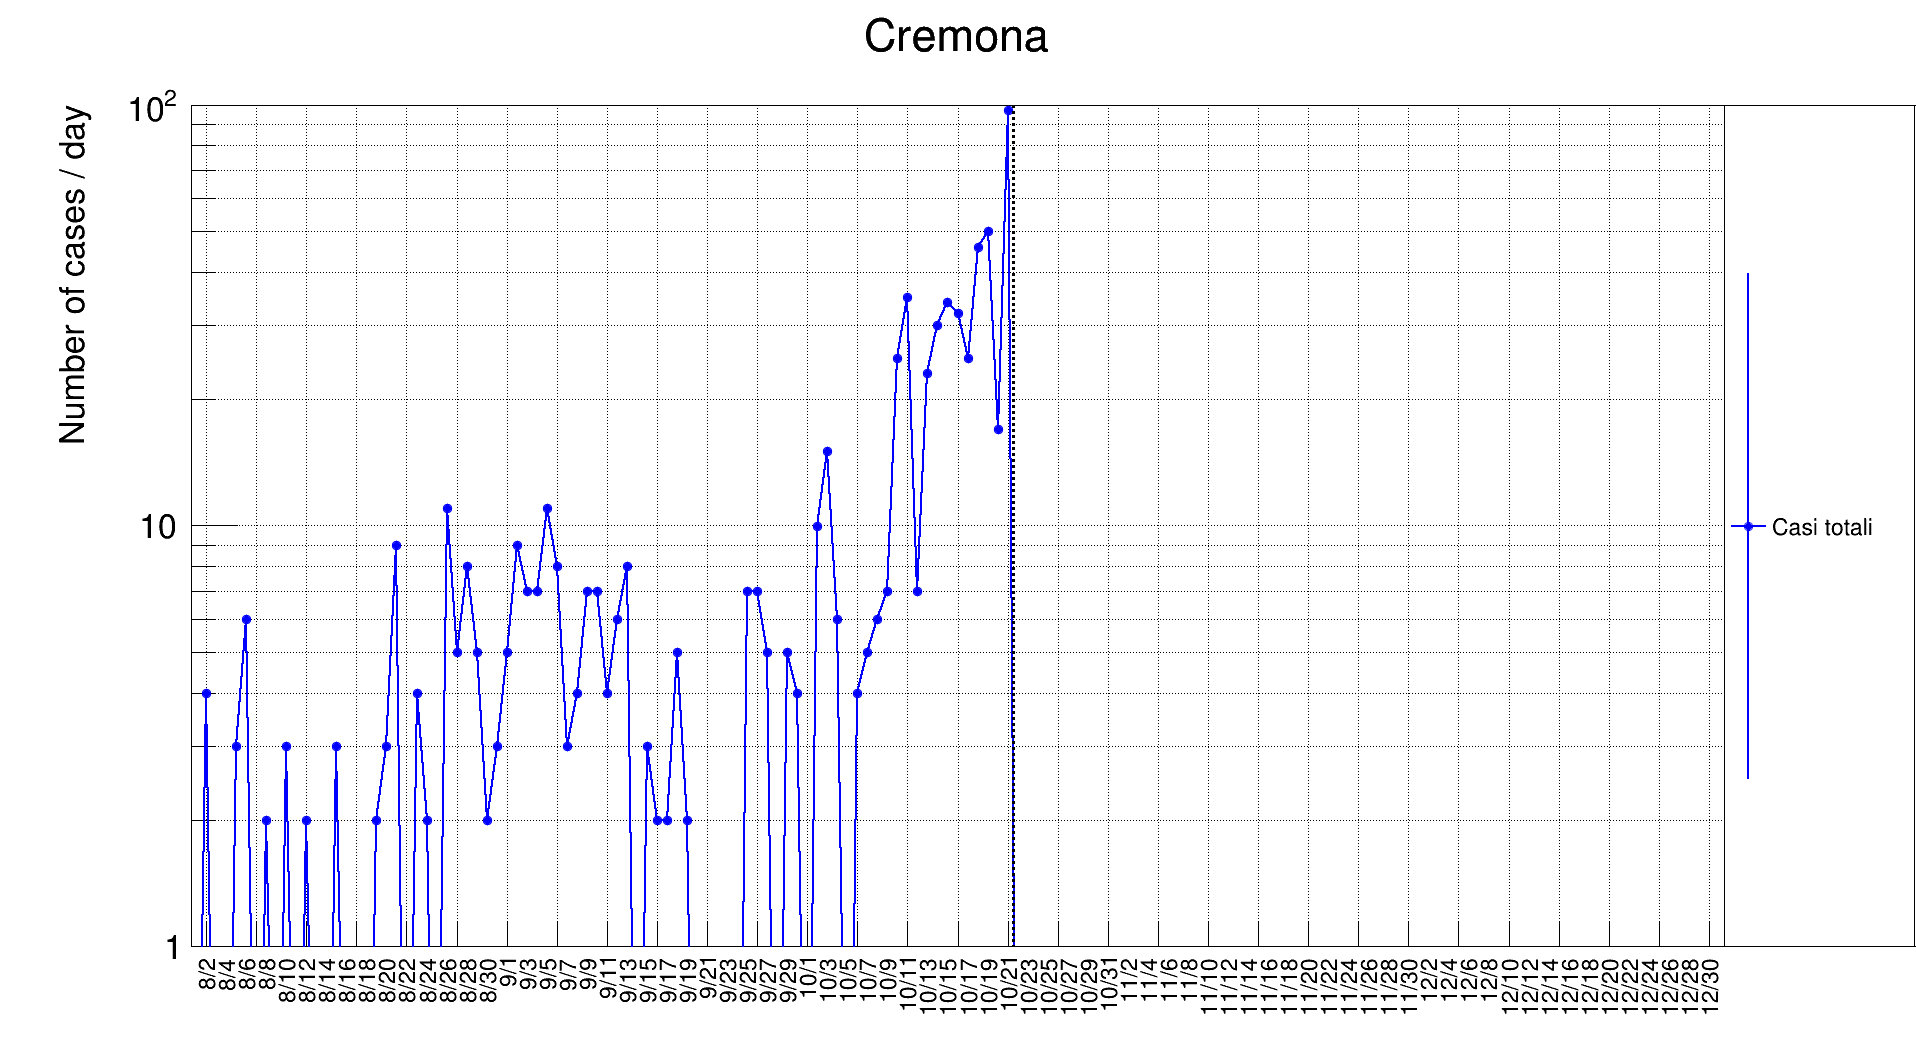 Cremona
Number of cases / day
10²
10
1
8/2 8/4 8/6 8/8 8/10 8/12 8/14 8/16 8/18 8/20 8/22 8/24 8/26 8/28 8/30 9/1 9/3 9/5 9/7 9/9 9/11 9/13 9/15 9/17 9/19 9/21 9/23 9/25 9/27 9/29 10/1 10/3 10/5 10/7 10/9 10/11 10/13 10/15 10/17 10/19 10/21 10/23 10/25 10/27 10/29 10/31 11/2 11/4 11/6 11/8 11/10 11/12 11/14 11/16 11/18 11/20 11/22 11/24 11/26 11/28 11/30 12/2 12/4 12/6 12/8 12/10 12/12 12/14 12/16 12/18 12/20 12/22 12/24 12/26 12/28 12/30
Casi totali